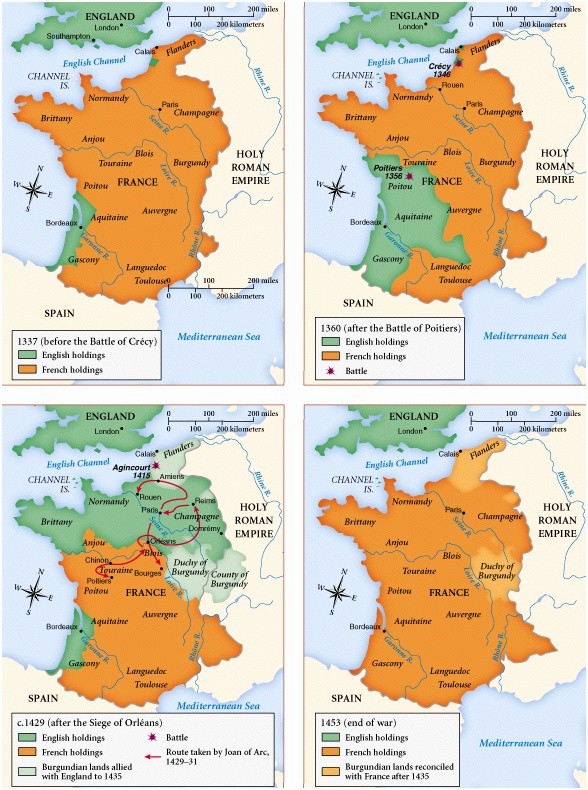 ENGLAND
London
Southampton
0 100 200 miles
0 100 200 kilometers
Calais
Flanders
English Channel
CHANNEL
IS.
Rhine R.
Normandy
Paris
Champagne
Brittany
Seine R.
Anjou
Blois
Touraine
Loire R.
Burgundy
HOLY
ROMAN
EMPIRE
N
W E
S
Poitou
FRANCE
Bordeaux
Aquitaine
Auvergne
Garonne R.
Rhône R.
Gascony
Languedoc
Toulouse
0 100 200 miles
0 100 200 kilometers
SPAIN
Mediterranean Sea
1337 (before the Battle of Crécy)
English holdings
French holdings
ENGLAND
London
0 100 200 miles
0 100 200 kilometers
Calais
Flanders
English Channel
Crécy
1346
CHANNEL
IS.
Rhine R.
Rouen
Normandy
Paris
Champagne
Brittany
Seine R.
Anjou
Blois
Touraine
Loire R.
Burgundy
HOLY
ROMAN
EMPIRE
Poitiers
1356
N
W E
S
Poitou
FRANCE
Bordeaux
Aquitaine
Auvergne
Garonne R.
Rhône R.
Gascony
Languedoc
Toulouse
SPAIN
Mediterranean Sea
1360 (after the Battle of Poitiers)
English holdings
French holdings
Battle
ENGLAND
London
0 100 200 miles
0 100 200 kilometers
Calais
Flanders
English Channel
Agincourt
1415
CHANNEL
IS.
Amiens
Rhine R.
Rouen
Normandy
Reims
Paris
Champagne
Brittany
Seine R.
Domrémy
HOLY
ROMAN
EMPIRE
Anjou
Orléans
Blois
Chinon
Touraine
Bourges
Poitiers
Loire R.
Duchy of
Burgundy
County of
Burgundy
N
W E
S
Poitou
FRANCE
Bordeaux
Aquitaine
Auvergne
Garonne R.
Rhône R.
Gascony
Languedoc
Toulouse
SPAIN
Mediterranean Sea
c.1429 (after the Siege of Orléans)
English holdings
French holdings
Burgundian lands allied
with England to 1435
Battle
Route taken by Joan of Arc,
1429–31
ENGLAND
London
0 100 200 miles
0 100 200 kilometers
Calais
Flanders
English Channel
CHANNEL
IS.
Rhine R.
Normandy
Paris
Champagne
Brittany
Seine R.
HOLY
ROMAN
EMPIRE
Anjou
Blois
Touraine
Loire R.
Duchy of
Burgundy
N
W E
S
Poitou
FRANCE
Bordeaux
Aquitaine
Auvergne
Garonne R.
Rhône R.
Gascony
Languedoc
Toulouse
SPAIN
Mediterranean Sea
1453 (end of war)
English holdings
French holdings
Burgundian lands reconciled
with France after 1435